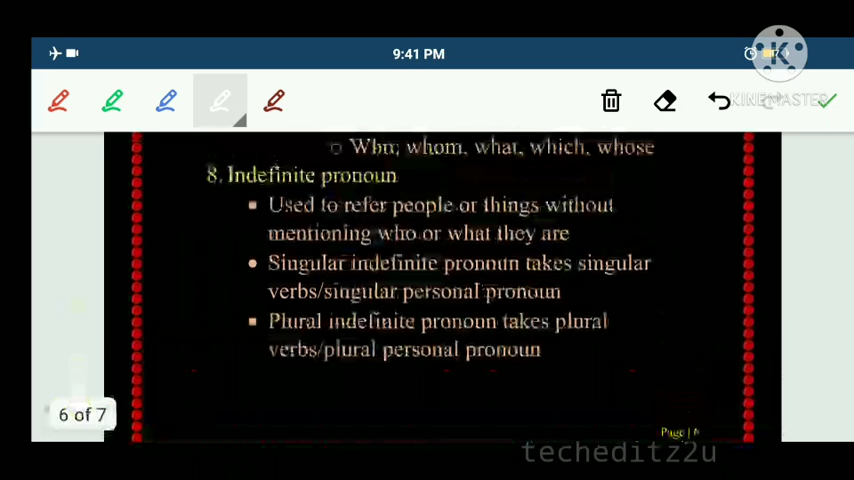 9:41 PM
K
KINEMASTER
Who, whom, what, which, whose
8. Indefinite pronoun
Used to refer people or things without
mentioning who or what they are
Singular indefinite pronoun takes singular
verbs/singular personal pronoun
Plural indefinite pronoun takes plural
verbs/plural personal pronoun
6 of 7
Page |
techeditz2u